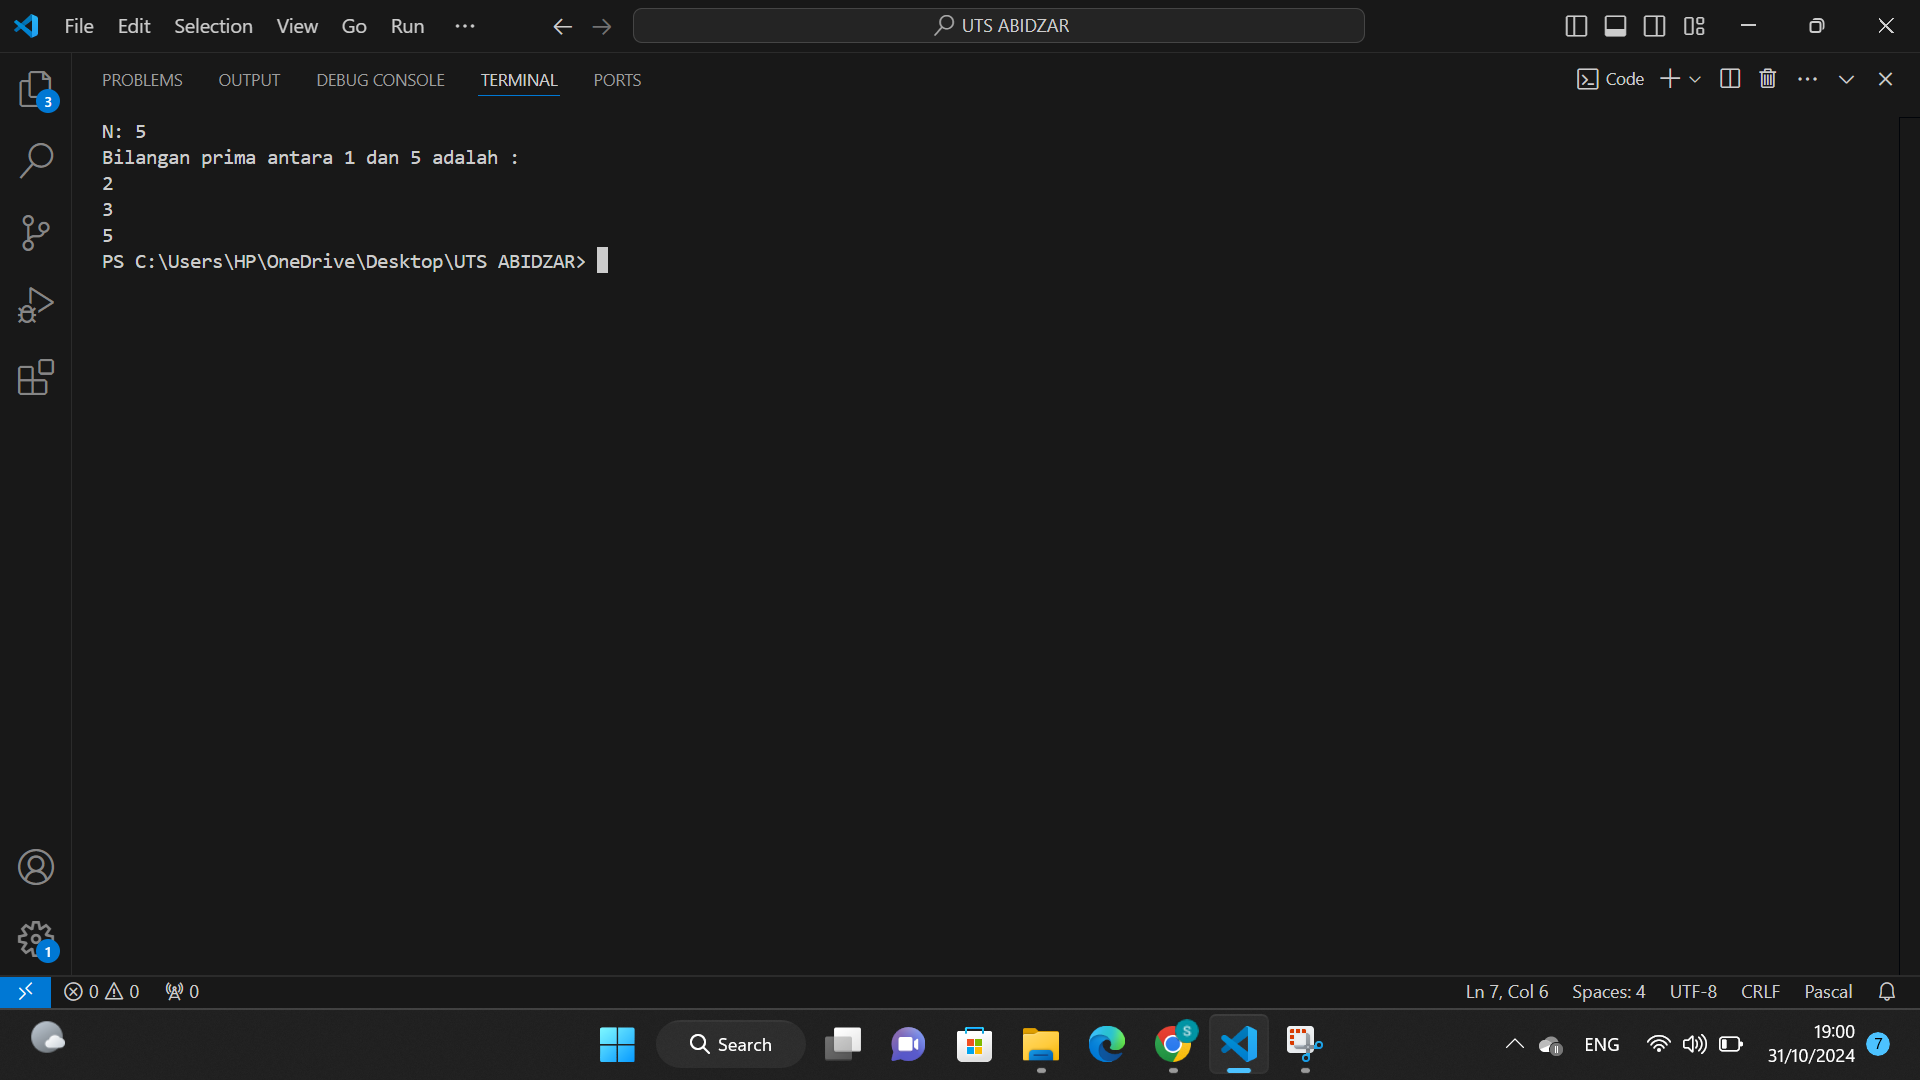 File Edit Selection View Go Run ··· UTS ABIDZAR
PROBLEMS OUTPUT DEBUG CONSOLE TERMINAL PORTS Code
3
N: 5
Bilangan prima antara 1 dan 5 adalah :
2
3
5
PS C:\Users\HP\OneDrive\Desktop\UTS ABIDZAR>
1
0 0 0 Ln 7, Col 6 Spaces: 4 UTF-8 CRLF Pascal
Search S ENG 19:00 7
31/10/2024